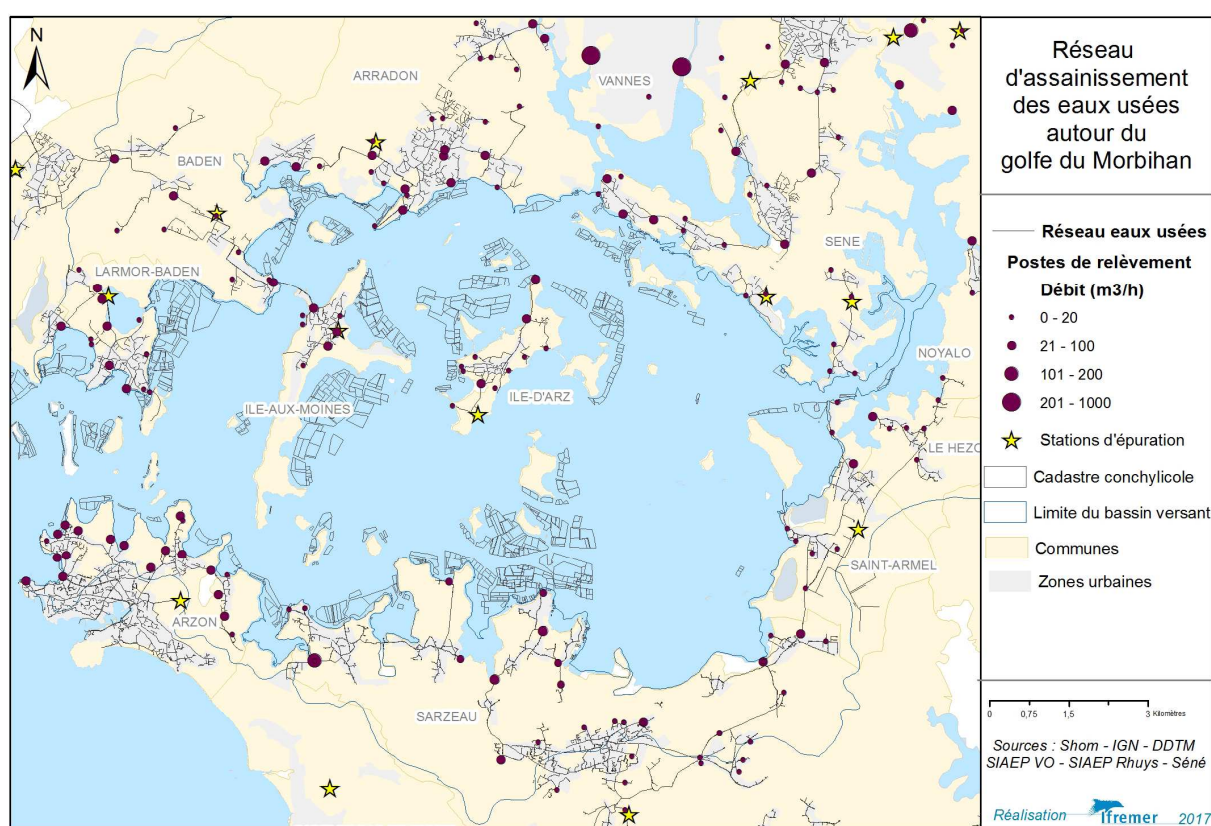 N
ARRADON
VANNES
BADEN
LARMOR-BADEN
SENE
NOYALO
ILE-AUX-MOINES
ILE-D'ARZ
LE HEZO
SAINT-ARMEL
ARZON
SARZEAU
Réseau
d'assainissement
des eaux usées
autour du
golfe du Morbihan
Réseau eaux usées
Postes de relèvement
Débit (m3/h)
0 - 20
21 - 100
101 - 200
201 - 1000
Stations d'épuration
Cadastre conchylicole
Limite du bassin versant
Communes
Zones urbaines
0 0,75 1,5 3 Kilomètres
Sources : Shom - IGN - DDTM
SIAEP VO - SIAEP Rhuys - Séné
Réalisation Ifremer 2017